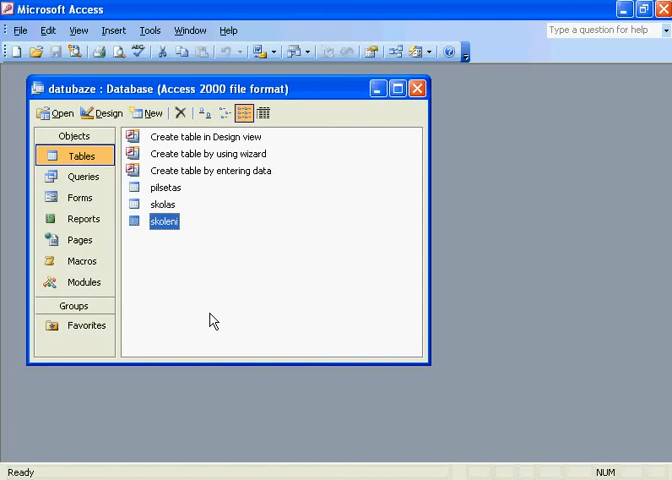 Microsoft Access
File Edit View Insert Tools Window Help
Type a question for help
datubaze : Database (Access 2000 file format)
Open Design New
Objects
Tables
Queries
Forms
Reports
Pages
Macros
Modules
Groups
Favorites
Create table in Design view
Create table by using wizard
Create table by entering data
pilsetas
skolas
skoleni
Ready
NUM